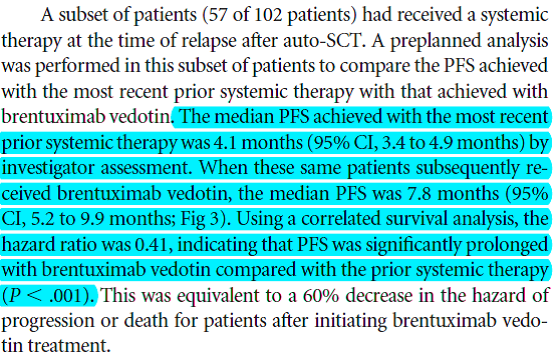 A subset of patients (57 of 102 patients) had received a systemic
therapy at the time of relapse after auto-SCT. A preplanned analysis
was performed in this subset of patients to compare the PFS achieved
with the most recent prior systemic therapy with that achieved with
brentuximab vedotin. The median PFS achieved with the most recent
prior systemic therapy was 4.1 months (95% CI, 3.4 to 4.9 months) by
investigator assessment. When these same patients subsequently re-
ceived brentuximab vedotin, the median PFS was 7.8 months (95%
CI, 5.2 to 9.9 months; Fig 3). Using a correlated survival analysis, the
hazard ratio was 0.41, indicating that PFS was significantly prolonged
with brentuximab vedotin compared with the prior systemic therapy
(P < .001). This was equivalent to a 60% decrease in the hazard of
progression or death for patients after initiating brentuximab vedo-
tin treatment.